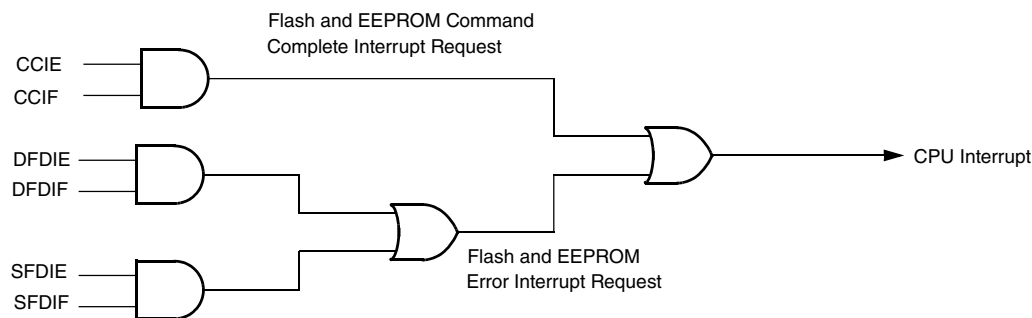 Flash and EEPROM Command
Complete Interrupt Request
CCIE
CCIF
DFDIE
DFDIF
CPU Interrupt
Flash and EEPROM
Error Interrupt Request
SFDIE
SFDIF